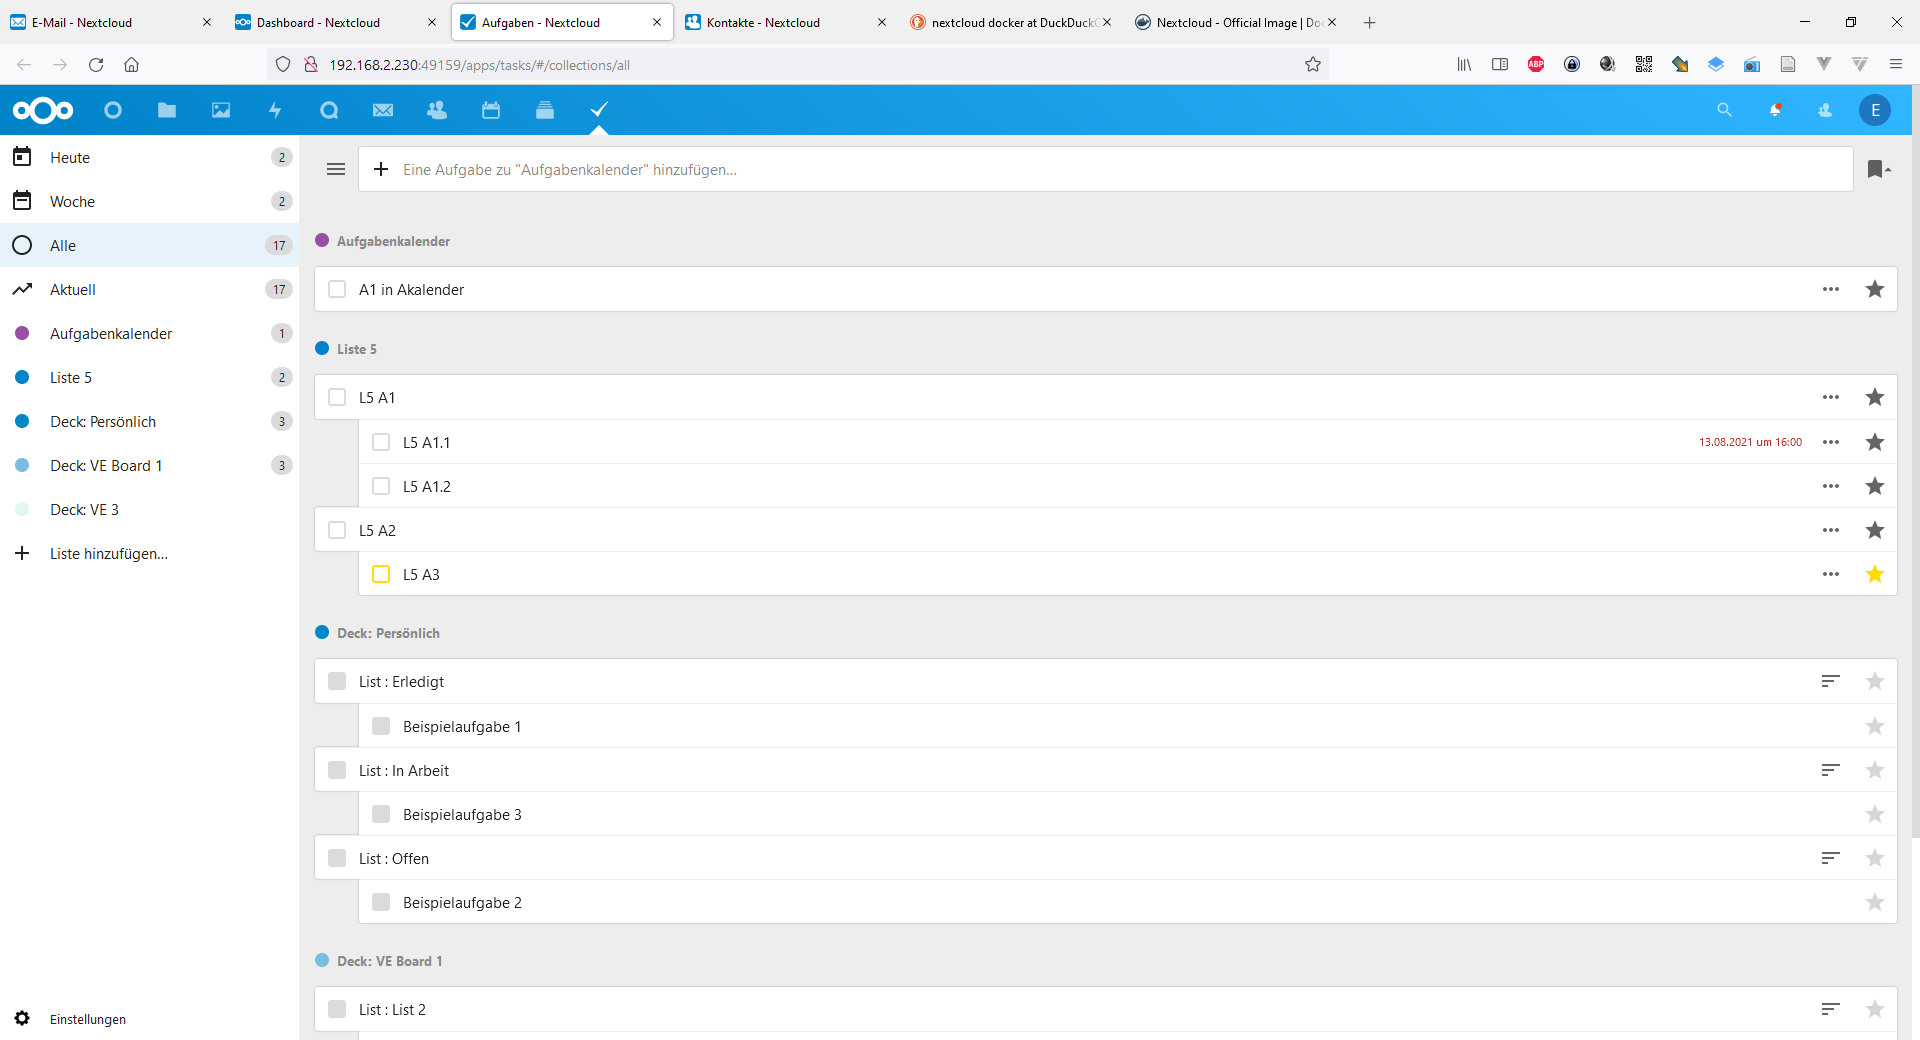 E-Mail - Nextcloud
Dashboard - Nextcloud
Aufgaben - Nextcloud
Kontakte - Nextcloud
nextcloud docker at DuckDuck
Nextcloud - Official Image | Do
192.168.2.230:49159/apps/tasks/#/collections/all
ABP
E
Heute 2
Woche 2
Alle 17
Aktuell 17
Aufgabenkalender 1
Liste 5 2
Deck: Persönlich 3
Deck: VE Board 1 3
Deck: VE 3
Liste hinzufügen...
Einstellungen
Eine Aufgabe zu "Aufgabenkalender" hinzufügen...
Aufgabenkalender
A1 in Akalender
Liste 5
L5 A1
L5 A1.1 13.08.2021 um 16:00
L5 A1.2
L5 A2
L5 A3
Deck: Persönlich
List : Erledigt
Beispielaufgabe 1
List : In Arbeit
Beispielaufgabe 3
List : Offen
Beispielaufgabe 2
Deck: VE Board 1
List : List 2